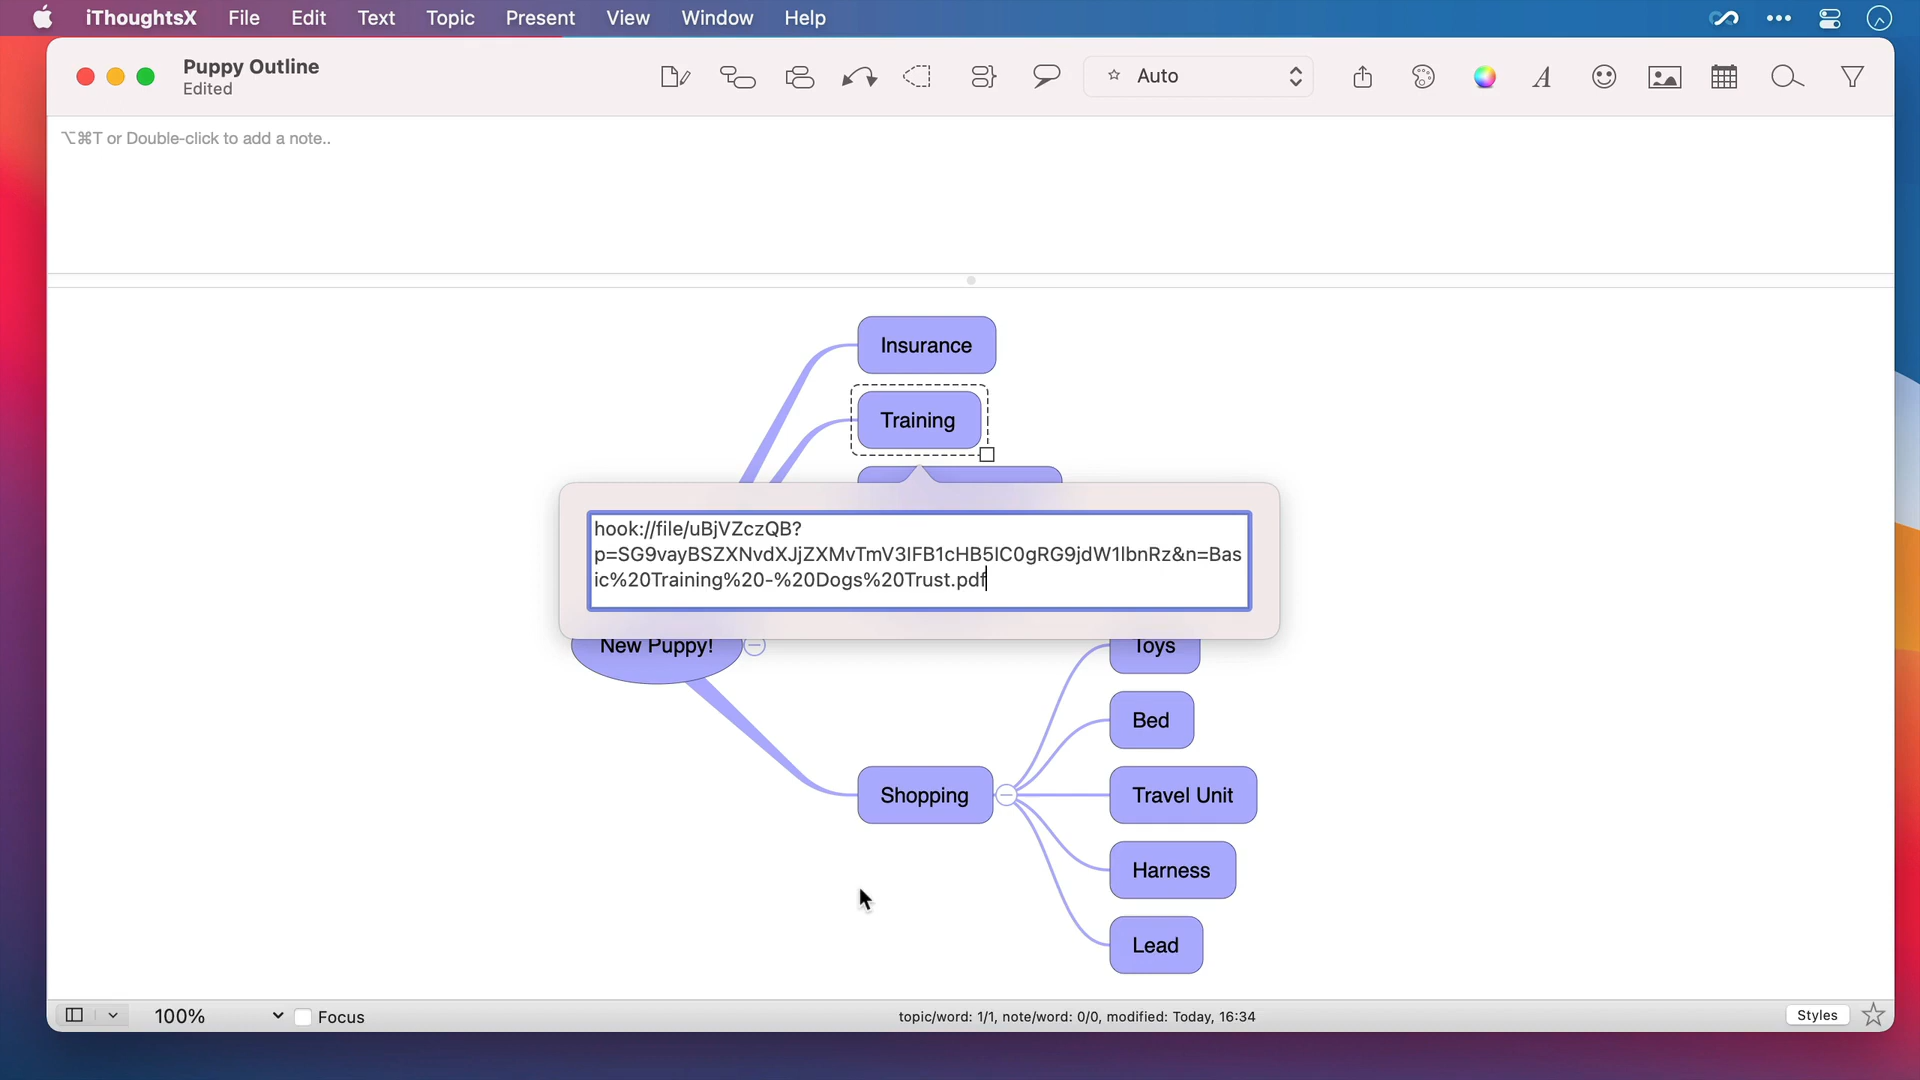 iThoughtsX File Edit Text Topic Present View Window Help
Puppy Outline
Edited
Auto
⌥⌘T or Double-click to add a note..
Insurance
Training
hook://file/uBjVZczQB?
p=SG9vayBSZXNvdXJjZXMvTmV3IFB1cHB5IC0gRG9jdW1lbnRz&n=Bas
ic%20Training%20-%20Dogs%20Trust.pdf
New Puppy!
Toys
Bed
Shopping
Travel Unit
Harness
Lead
100%
Focus
topic/word: 1/1, note/word: 0/0, modified: Today, 16:34
Styles